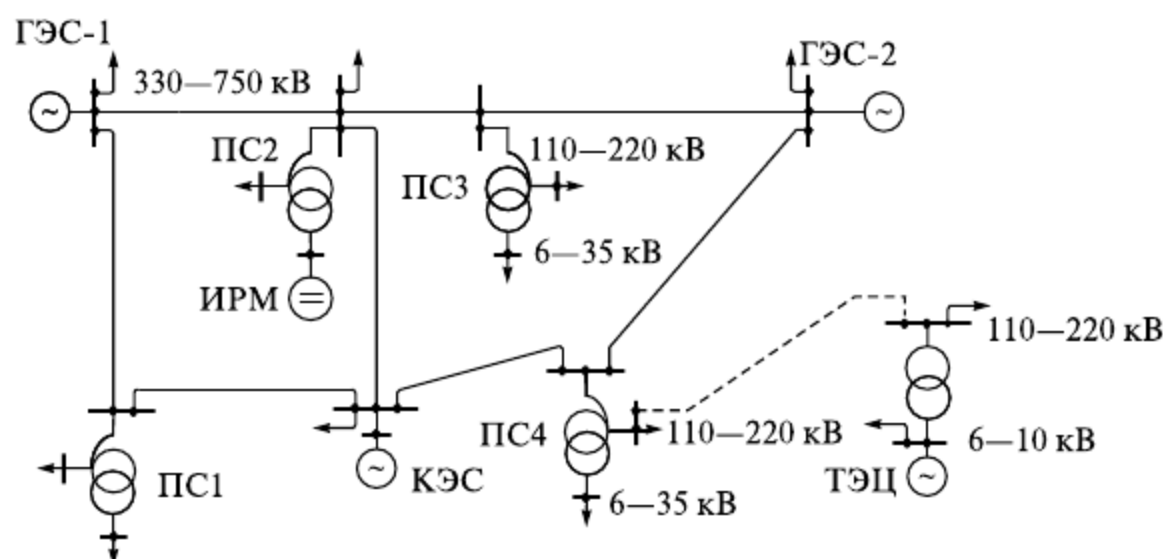 ГЭС-1
330—750 кВ
ГЭС-2
ПС2
110—220 кВ
ПС3
6—35 кВ
ИРМ
110—220 кВ
ПС4
110—220 кВ
6—10 кВ
ПС1
КЭС
ТЭЦ
6—35 кВ